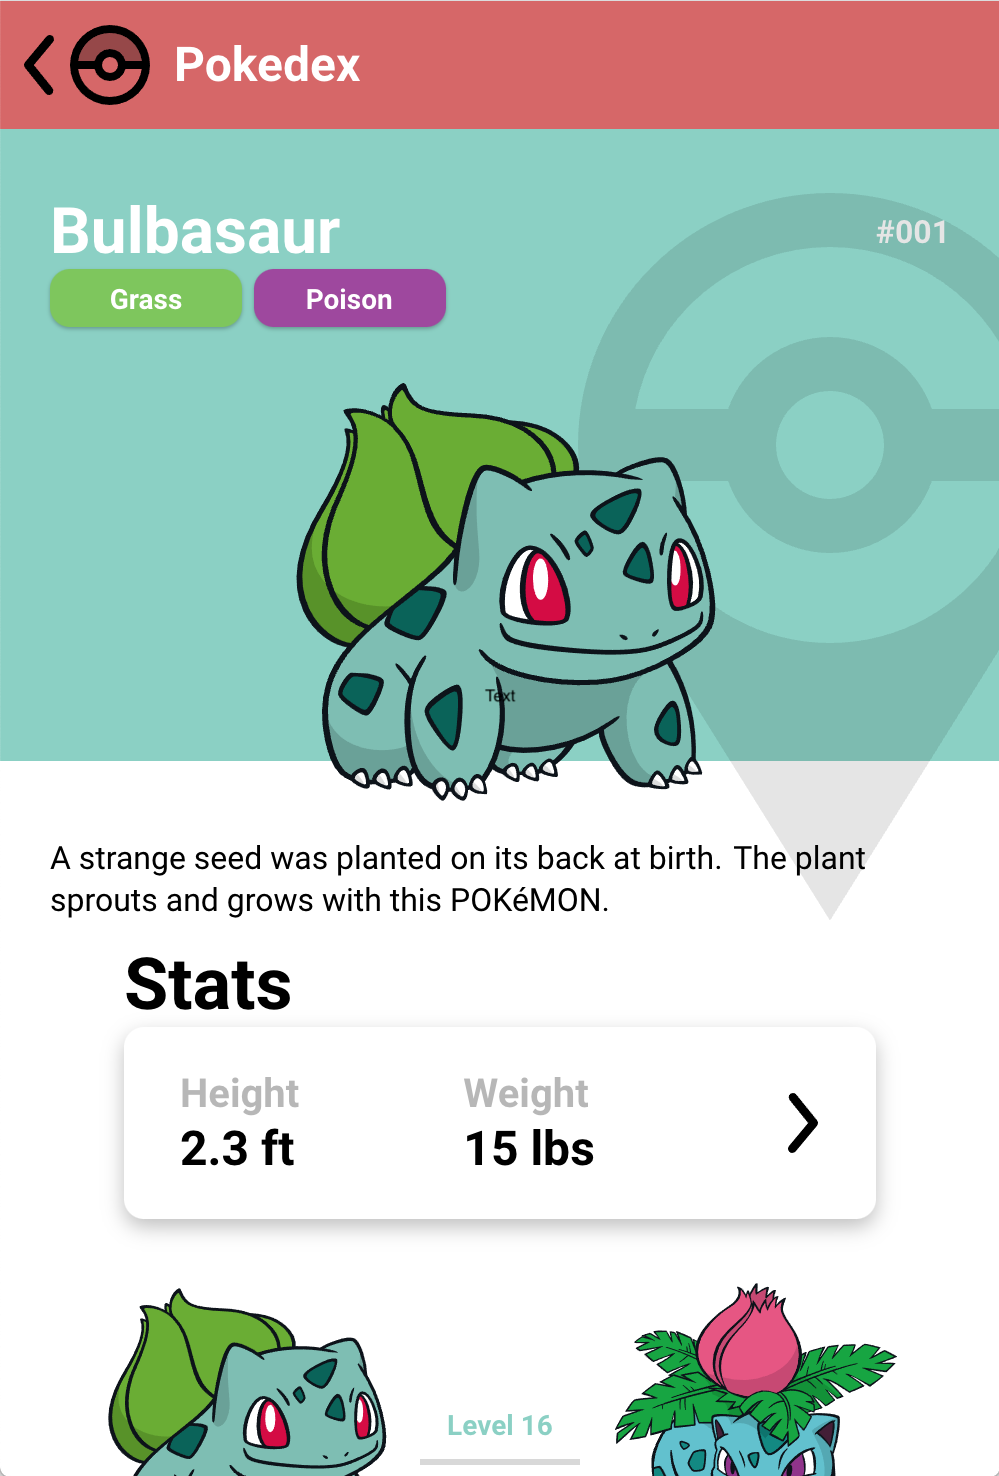 Pokedex
Bulbasaur
#001
Grass
Poison
Text
A strange seed was planted on its back at birth. The plant
sprouts and grows with this POKéMON.
Stats
Height
Weight
2.3 ft
15 lbs
Level 16